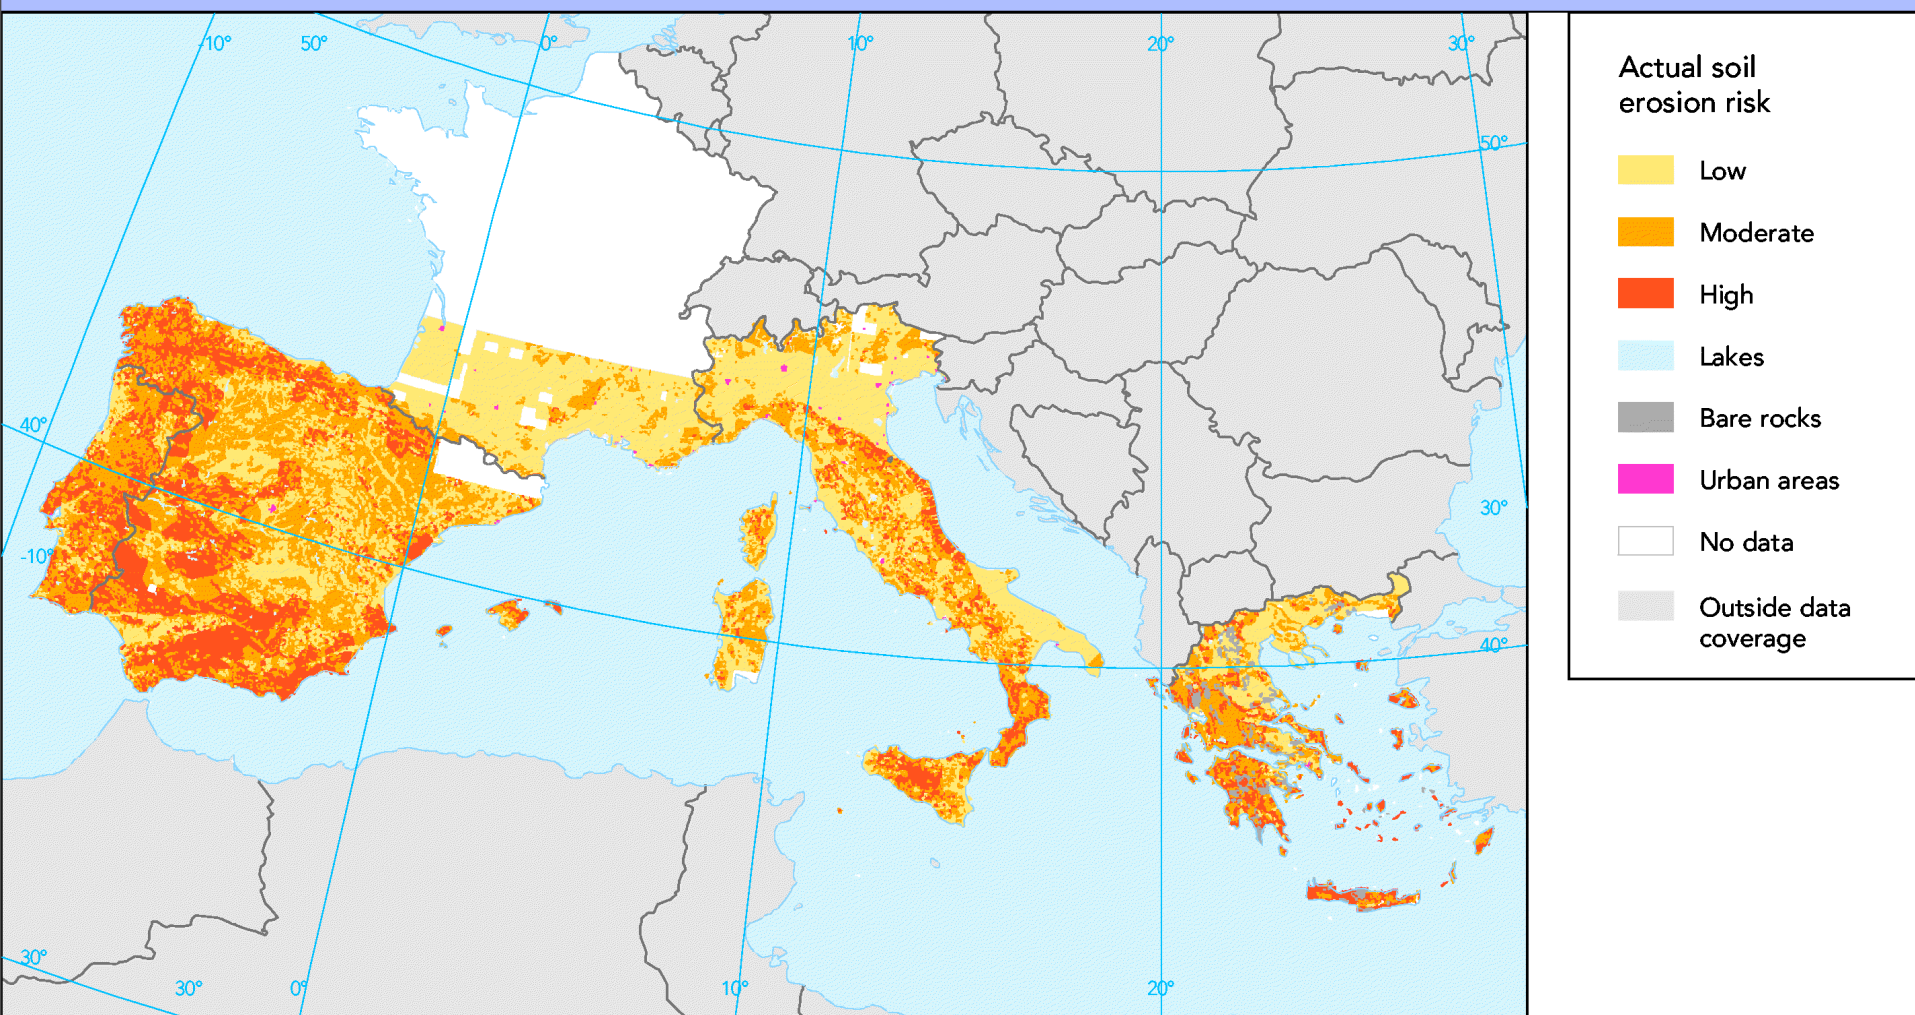 -10°
50°
0°
10°
20°
30°
50°
40°
30°
-10°
40°
30°
30°
0°
10°
20°
Actual soil
erosion risk
Low
Moderate
High
Lakes
Bare rocks
Urban areas
No data
Outside data
coverage